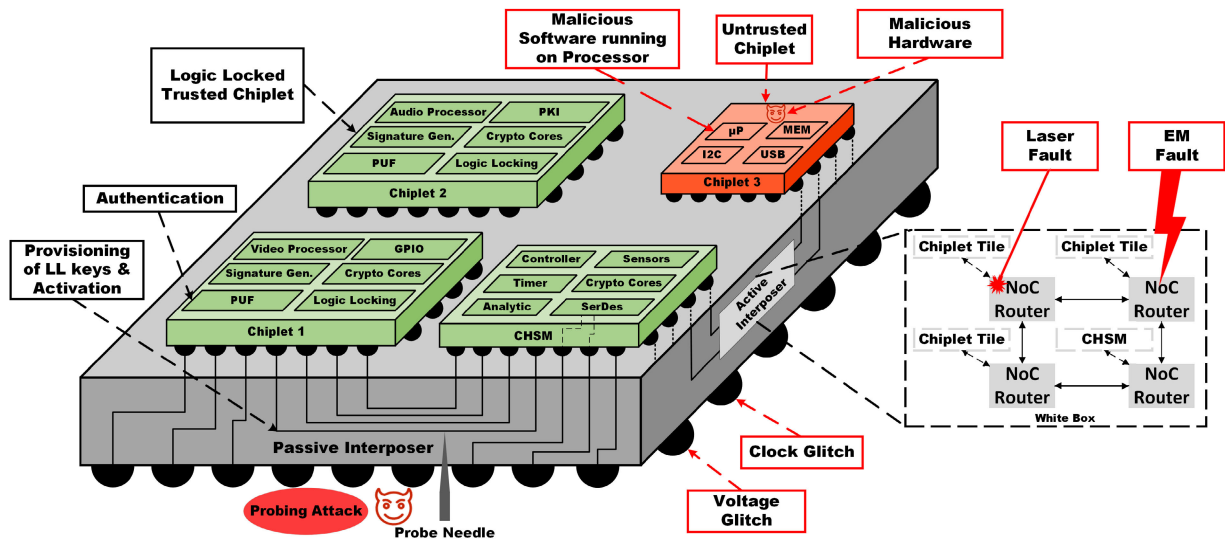 Malicious
Software running
on Processor
Untrusted
Chiplet
Malicious
Hardware
Logic Locked
Trusted Chiplet
Authentication
Provisioning
of LL keys &
Activation
Audio Processor
PKI
Signature Gen.
Crypto Cores
PUF
Logic Locking
Chiplet 2
µP
MEM
I2C
USB
Chiplet 3
Video Processor
GPIO
Signature Gen.
Crypto Cores
PUF
Logic Locking
Chiplet 1
Controller
Sensors
Timer
Crypto Cores
Analytic
SerDes
CHSM
Active
Interposer
Passive Interposer
Probing Attack
Probe Needle
Clock Glitch
Voltage
Glitch
Laser
Fault
EM
Fault
Chiplet Tile
Chiplet Tile
NoC
Router
NoC
Router
Chiplet Tile
CHSM
NoC
Router
NoC
Router
White Box